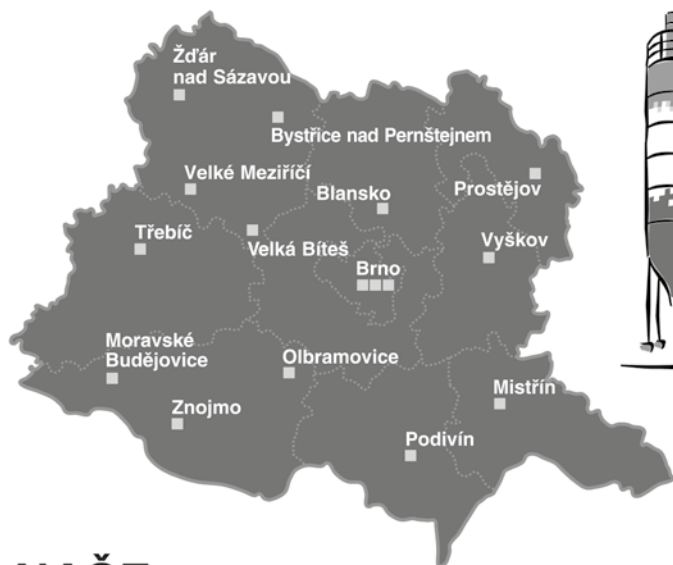 Žďár
nad Sázavou
Bystřice nad Pernštejnem
Velké Meziříčí
Blansko
Prostějov
Třebíč
Velká Bíteš
Vyškov
Brno
Moravské
Budějovice
Olbramovice
Mistřín
Znojmo
Podivín